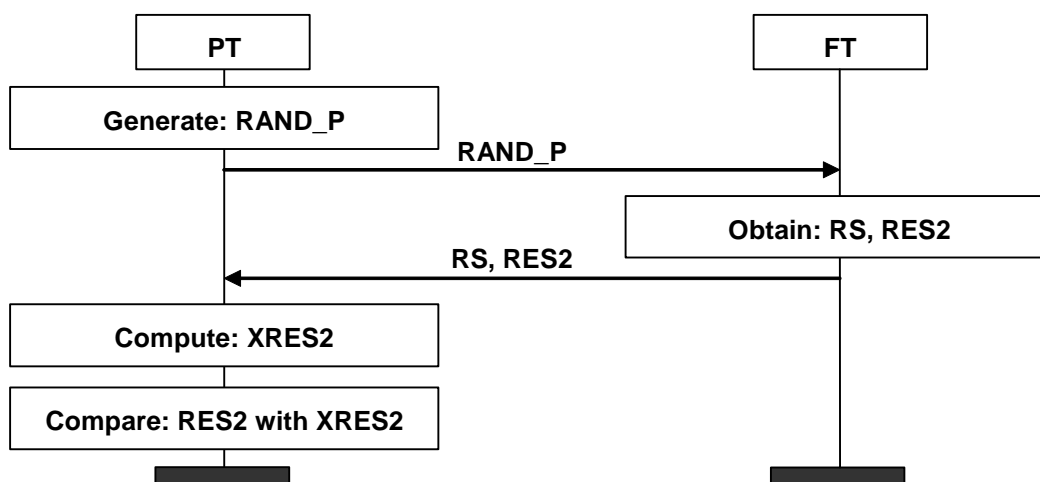 PT
FT
Generate: RAND_P
RAND_P
Obtain: RS, RES2
RS, RES2
Compute: XRES2
Compare: RES2 with XRES2